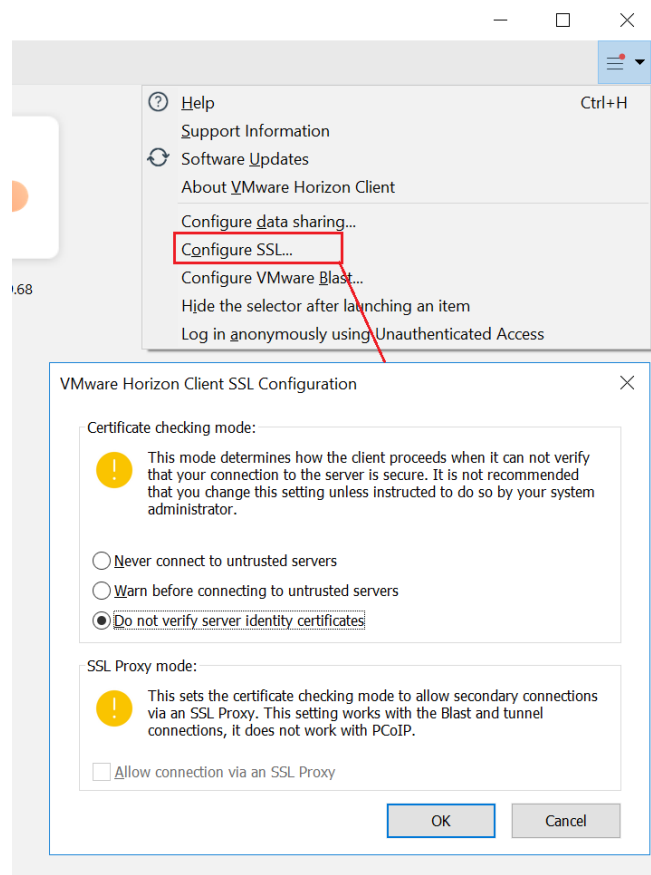 Help Ctrl+H
Support Information
Software Updates
About VMware Horizon Client
Configure data sharing...
Configure SSL...
.68
Configure VMware Blast...
Hide the selector after launching an item
Log in anonymously using Unauthenticated Access
VMware Horizon Client SSL Configuration
Certificate checking mode:
This mode determines how the client proceeds when it can not verify
that your connection to the server is secure. It is not recommended
that you change this setting unless instructed to do so by your system
administrator.
Never connect to untrusted servers
Warn before connecting to untrusted servers
Do not verify server identity certificates
SSL Proxy mode:
This sets the certificate checking mode to allow secondary connections
via an SSL Proxy. This setting works with the Blast and tunnel
connections, it does not work with PCoIP.
Allow connection via an SSL Proxy
OK Cancel